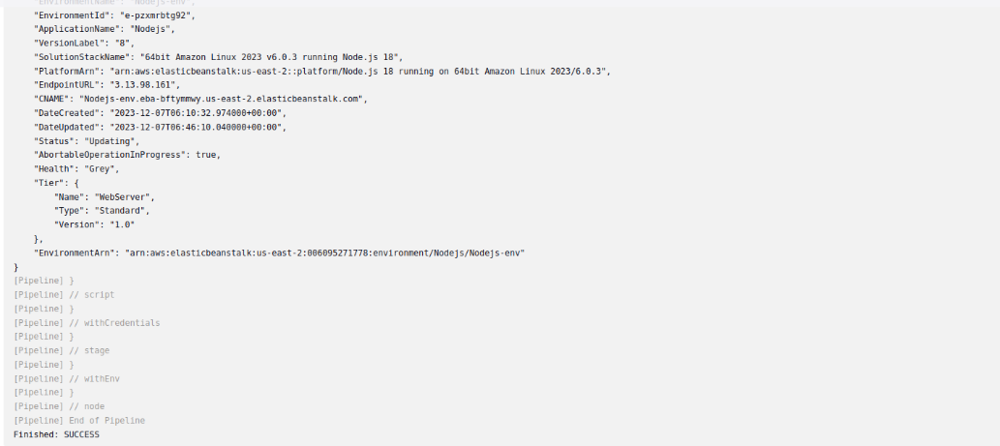 "EnvironmentName": "Nodejs-env",
"EnvironmentId": "e-pzxmrbtg92",
"ApplicationName": "Nodejs",
"VersionLabel": "8",
"SolutionStackName": "64bit Amazon Linux 2023 v6.0.3 running Node.js 18",
"PlatformArn": "arn:aws:elasticbeanstalk:us-east-2::platform/Node.js 18 running on 64bit Amazon Linux 2023/6.0.3",
"EndpointURL": "3.13.98.161",
"CNAME": "Nodejs-env.eba-bftymmwy.us-east-2.elasticbeanstalk.com",
"DateCreated": "2023-12-07T06:10:32.974000+00:00",
"DateUpdated": "2023-12-07T06:46:10.040000+00:00",
"Status": "Updating",
"AbortableOperationInProgress": true,
"Health": "Grey",
"Tier": {
"Name": "WebServer",
"Type": "Standard",
"Version": "1.0"
},
"EnvironmentArn": "arn:aws:elasticbeanstalk:us-east-2:006095271778:environment/Nodejs/Nodejs-env"
}
[Pipeline] }
[Pipeline] // script
[Pipeline] }
[Pipeline] // withCredentials
[Pipeline] }
[Pipeline] // stage
[Pipeline] }
[Pipeline] // withEnv
[Pipeline] }
[Pipeline] // node
[Pipeline] End of Pipeline
Finished: SUCCESS